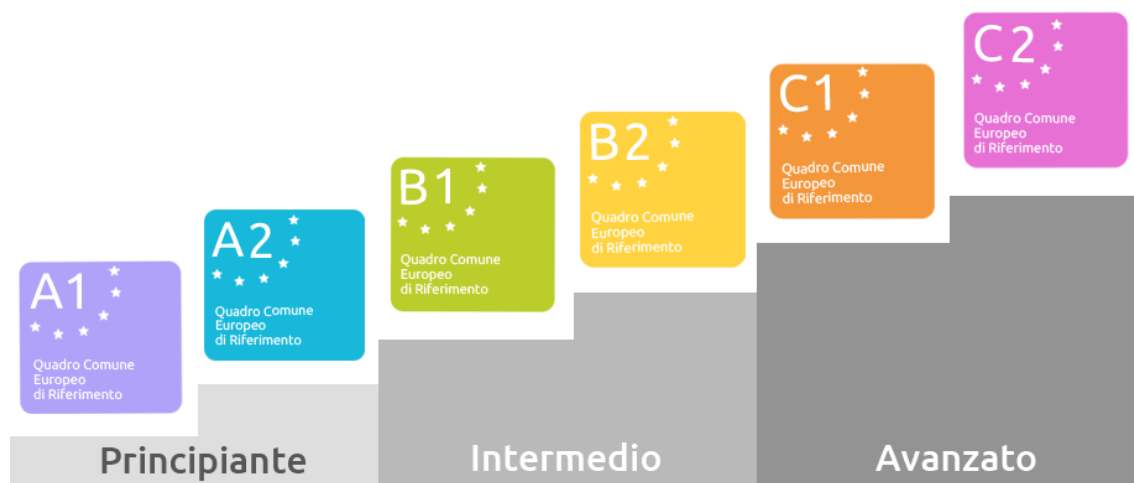 A1
Quadro Comune
Europeo
di Riferimento
A2
Quadro Comune
Europeo
di Riferimento
B1
Quadro Comune
Europeo
di Riferimento
B2
Quadro Comune
Europeo
di Riferimento
C1
Quadro Comune
Europeo
di Riferimento
C2
Quadro Comune
Europeo
di Riferimento
Principiante
Intermedio
Avanzato